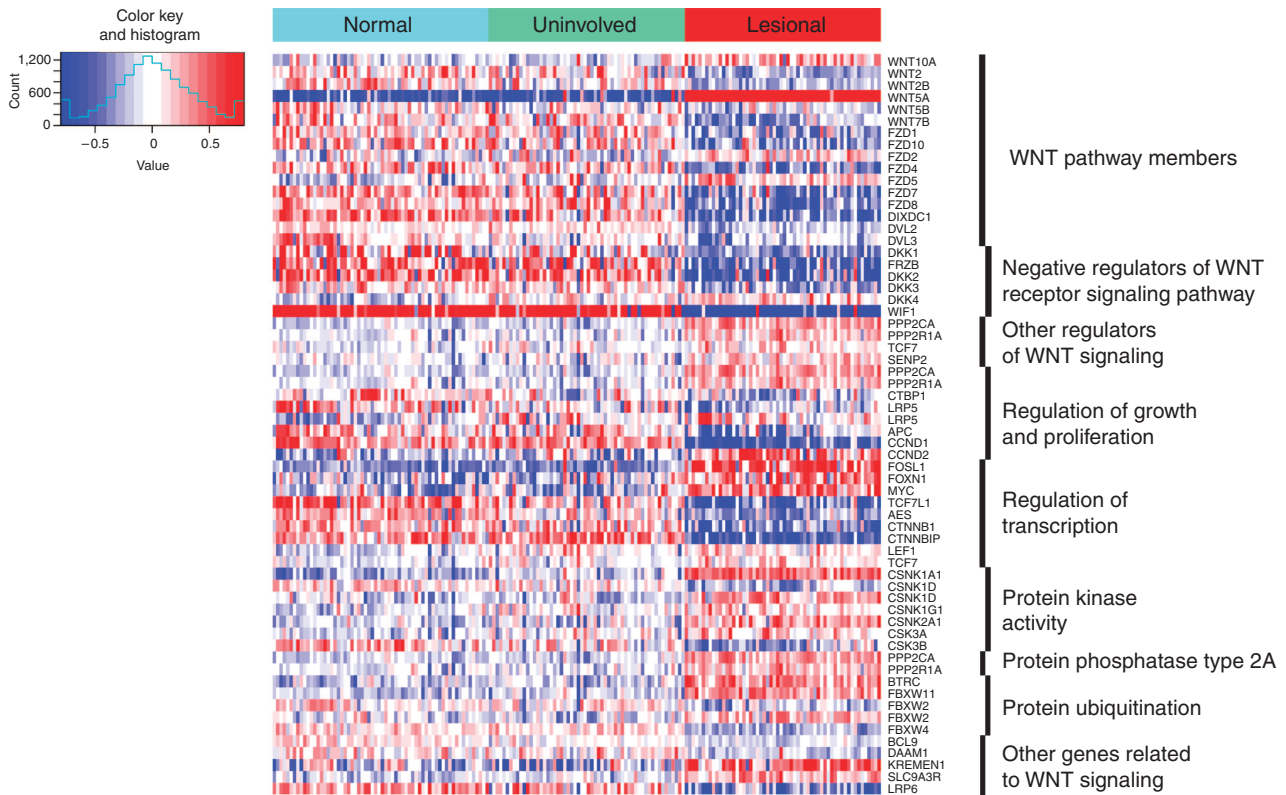 Color key
and histogram
1,200
600
0
Count
−0.5
0
0.5
Value
Normal
Uninvolved
Lesional
WNT10A
WNT2
WNT2B
WNT5A
WNT5B
WNT7B
FZD1
FZD10
FZD2
FZD4
FZD5
FZD7
FZD8
DIXDC1
DVL2
DVL3
DKK1
FRZB
DKK2
DKK3
DKK4
WIF1
PPP2CA
PPP2R1A
TCF7
SENP2
PPP2CA
PPP2R1A
CTBP1
LRP5
LRP5
APC
CCND1
CCND2
FOSL1
FOXN1
MYC
TCF7L1
AES
CTNNB1
CTNNBIP
LEF1
TCF7
CSNK1A1
CSNK1D
CSNK1D
CSNK1G1
CSNK2A1
CSK3A
CSK3B
PPP2CA
PPP2R1A
BTRC
FBXW11
FBXW2
FBXW2
FBXW4
BCL9
DAAM1
KREMEN1
SLC9A3R
LRP6
WNT pathway members
Negative regulators of WNT
receptor signaling pathway
Other regulators
of WNT signaling
Regulation of growth
and proliferation
Regulation of
transcription
Protein kinase
activity
Protein phosphatase type 2A
Protein ubiquitination
Other genes related
to WNT signaling